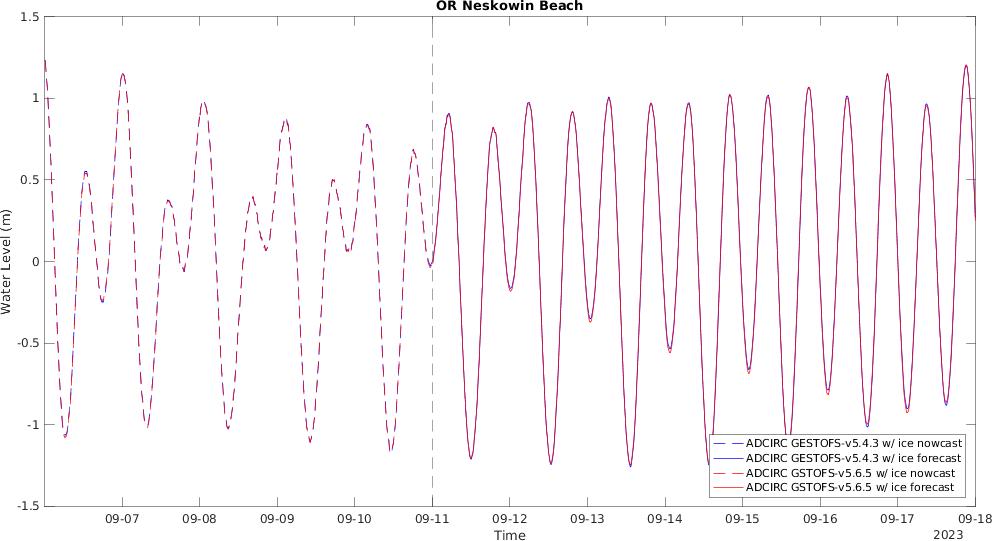 OR Neskowin Beach
1.5
1
0.5
0
-0.5
-1
-1.5
Water Level (m)
ADCIRC GESTOFS-v5.4.3 w/ ice nowcast
ADCIRC GESTOFS-v5.4.3 w/ ice forecast
ADCIRC GSTOFS-v5.6.5 w/ ice nowcast
ADCIRC GSTOFS-v5.6.5 w/ ice forecast
09-07 09-08 09-09 09-10 09-11 09-12 09-13 09-14 09-15 09-16 09-17 09-18
Time
2023